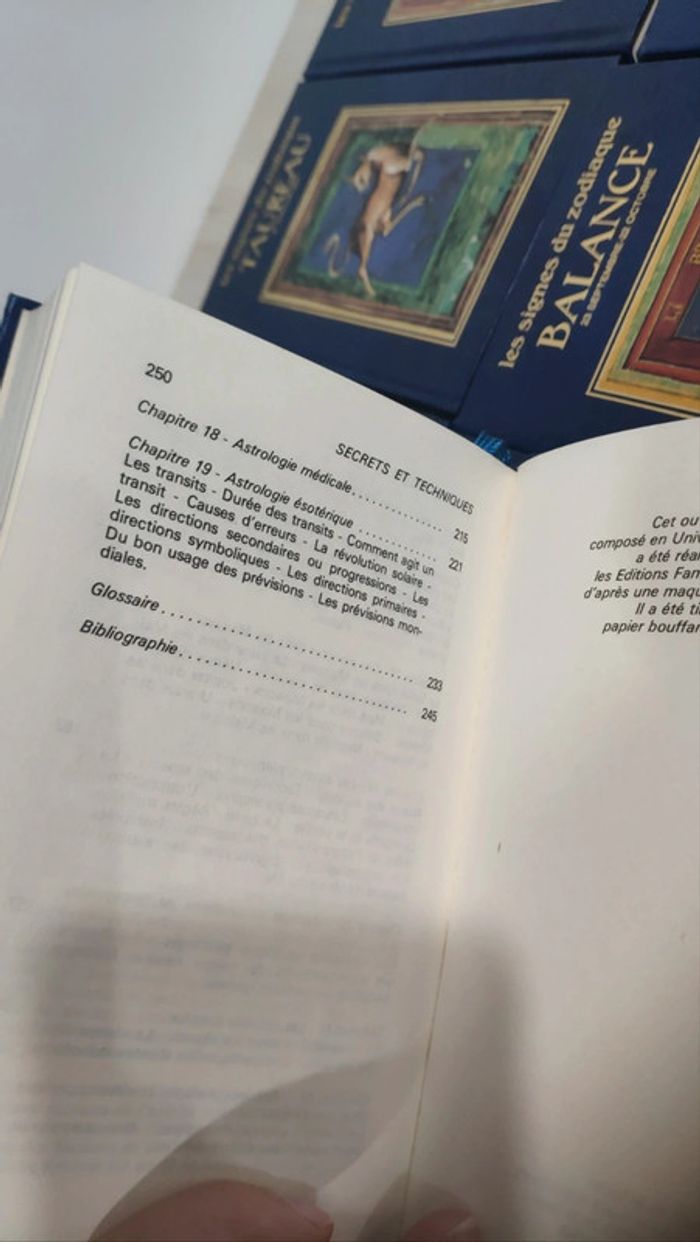 les signes du zodiaque
TAUREAU
les signes du zodiaque
BALANCE
23 SEPTEMBRE-22 OCTOBRE
250
SECRETS ET TECHNIQUES
Chapitre 18 - Astrologie médicale................ 215
Chapitre 19 - Astrologie ésotérique .............. 221
Les transits - Durée des transits - Comment agit un
transit - Causes d'erreurs - La révolution solaire -
Les directions secondaires ou progressions - Les
directions symboliques - Les directions primaires -
Du bon usage des prévisions - Les prévisions mon-
diales.
Glossaire.................................. 233
Bibliographie............................... 245
Cet ou
composé en Univ
a été réa
les Editions Fam
d'après une maqu
Il a été ti
papier bouffan